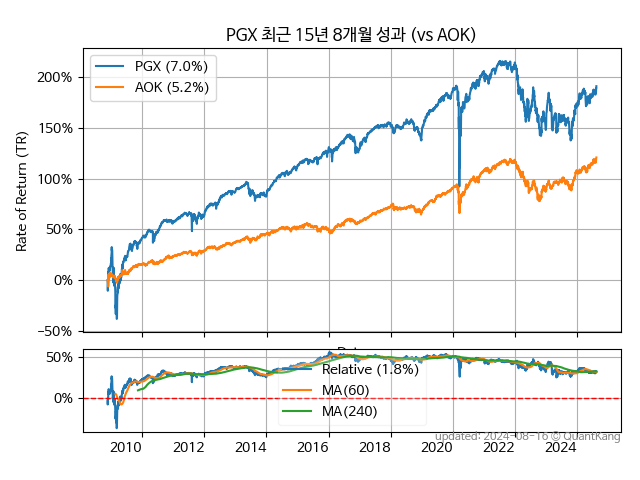 PGX 최근 15년 8개월 성과 (vs AOK)
PGX (7.0%)
AOK (5.2%)
Rate of Return (TR)
200%
150%
100%
50%
0%
−50%
Relative (1.8%)
MA(60)
MA(240)
50%
0%
2010 2012 2014 2016 2018 2020 2022 2024
updated: 2024-08-16 © QuantKang